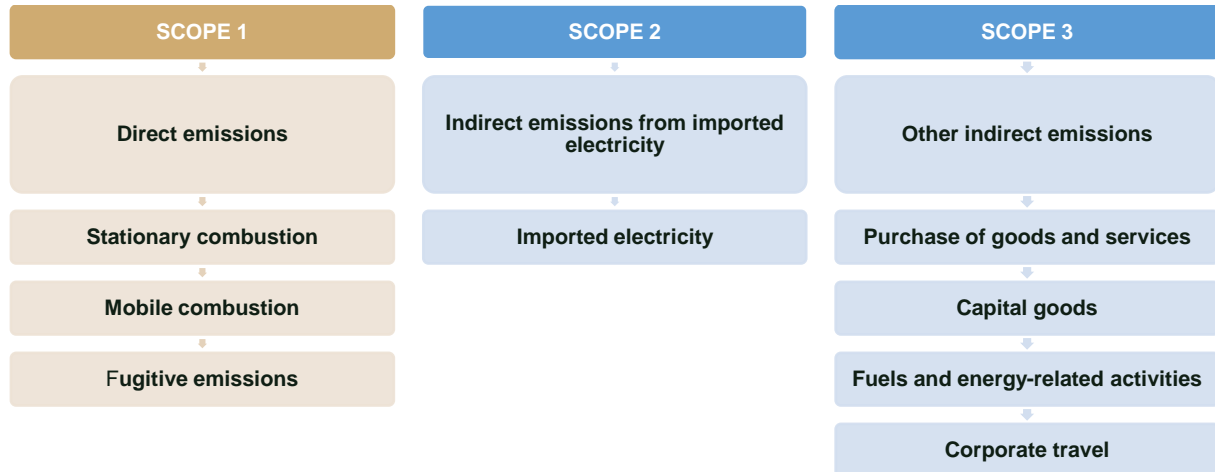 SCOPE 1
Direct emissions
Stationary combustion
Mobile combustion
Fugitive emissions
SCOPE 2
Indirect emissions from imported
electricity
Imported electricity
SCOPE 3
Other indirect emissions
Purchase of goods and services
Capital goods
Fuels and energy-related activities
Corporate travel